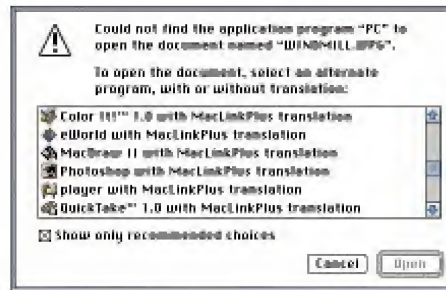 Could not find the application program “PC” to
open the document named “WINDMILL.WPG”.
To open the document, select an alternate
program, with or without translation:
Color It!™ 1.0 with MacLinkPlus translation
eWorld with MacLinkPlus translation
MacDraw II with MacLinkPlus translation
Photoshop with MacLinkPlus translation
player with MacLinkPlus translation
QuickTake™ 1.0 with MacLinkPlus translation
Show only recommended choices
Cancel Open